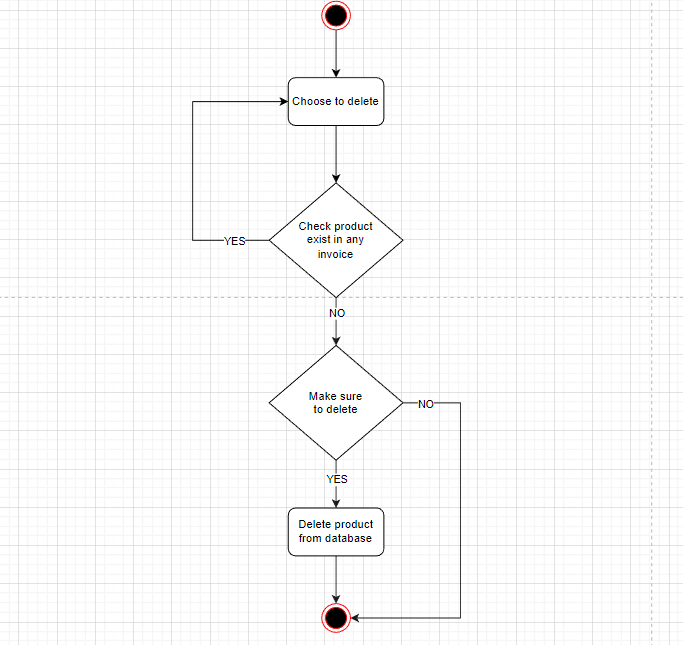 Choose to delete
Check product
exist in any
invoice
YES
NO
Make sure
to delete
NO
YES
Delete product
from database